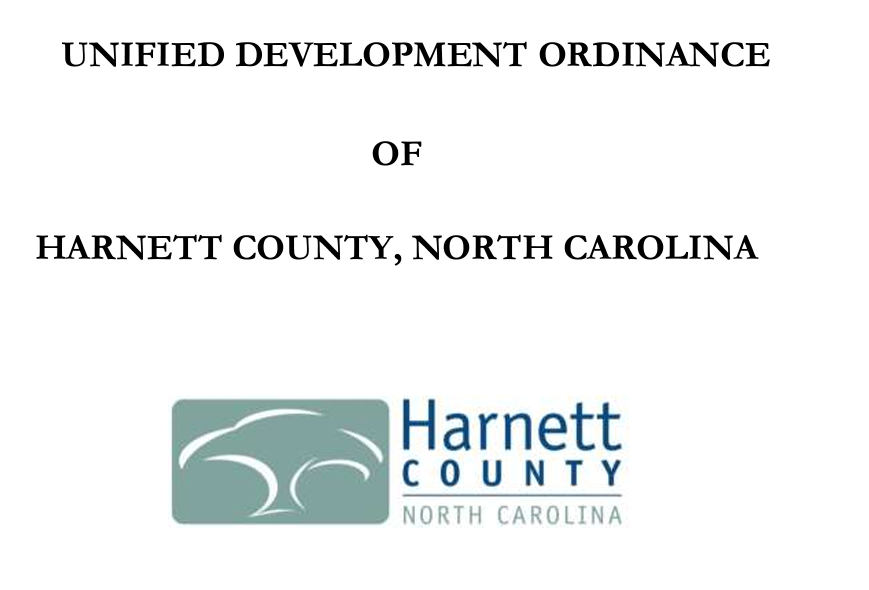 UNIFIED DEVELOPMENT ORDINANCE
OF
HARNETT COUNTY, NORTH CAROLINA
Harnett
COUNTY
NORTH CAROLINA